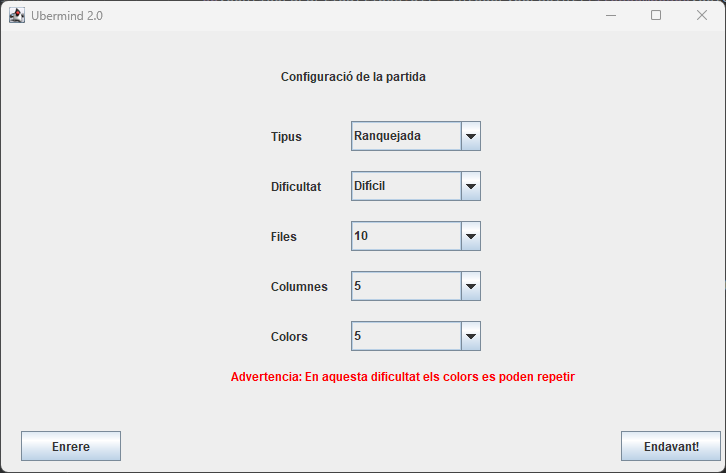 Ubermind 2.0
Configuració de la partida
Tipus Ranquejada
Dificultat Difícil
Files 10
Columnes 5
Colors 5
Advertencia: En aquesta dificultat els colors es poden repetir
Enrere Endavant!